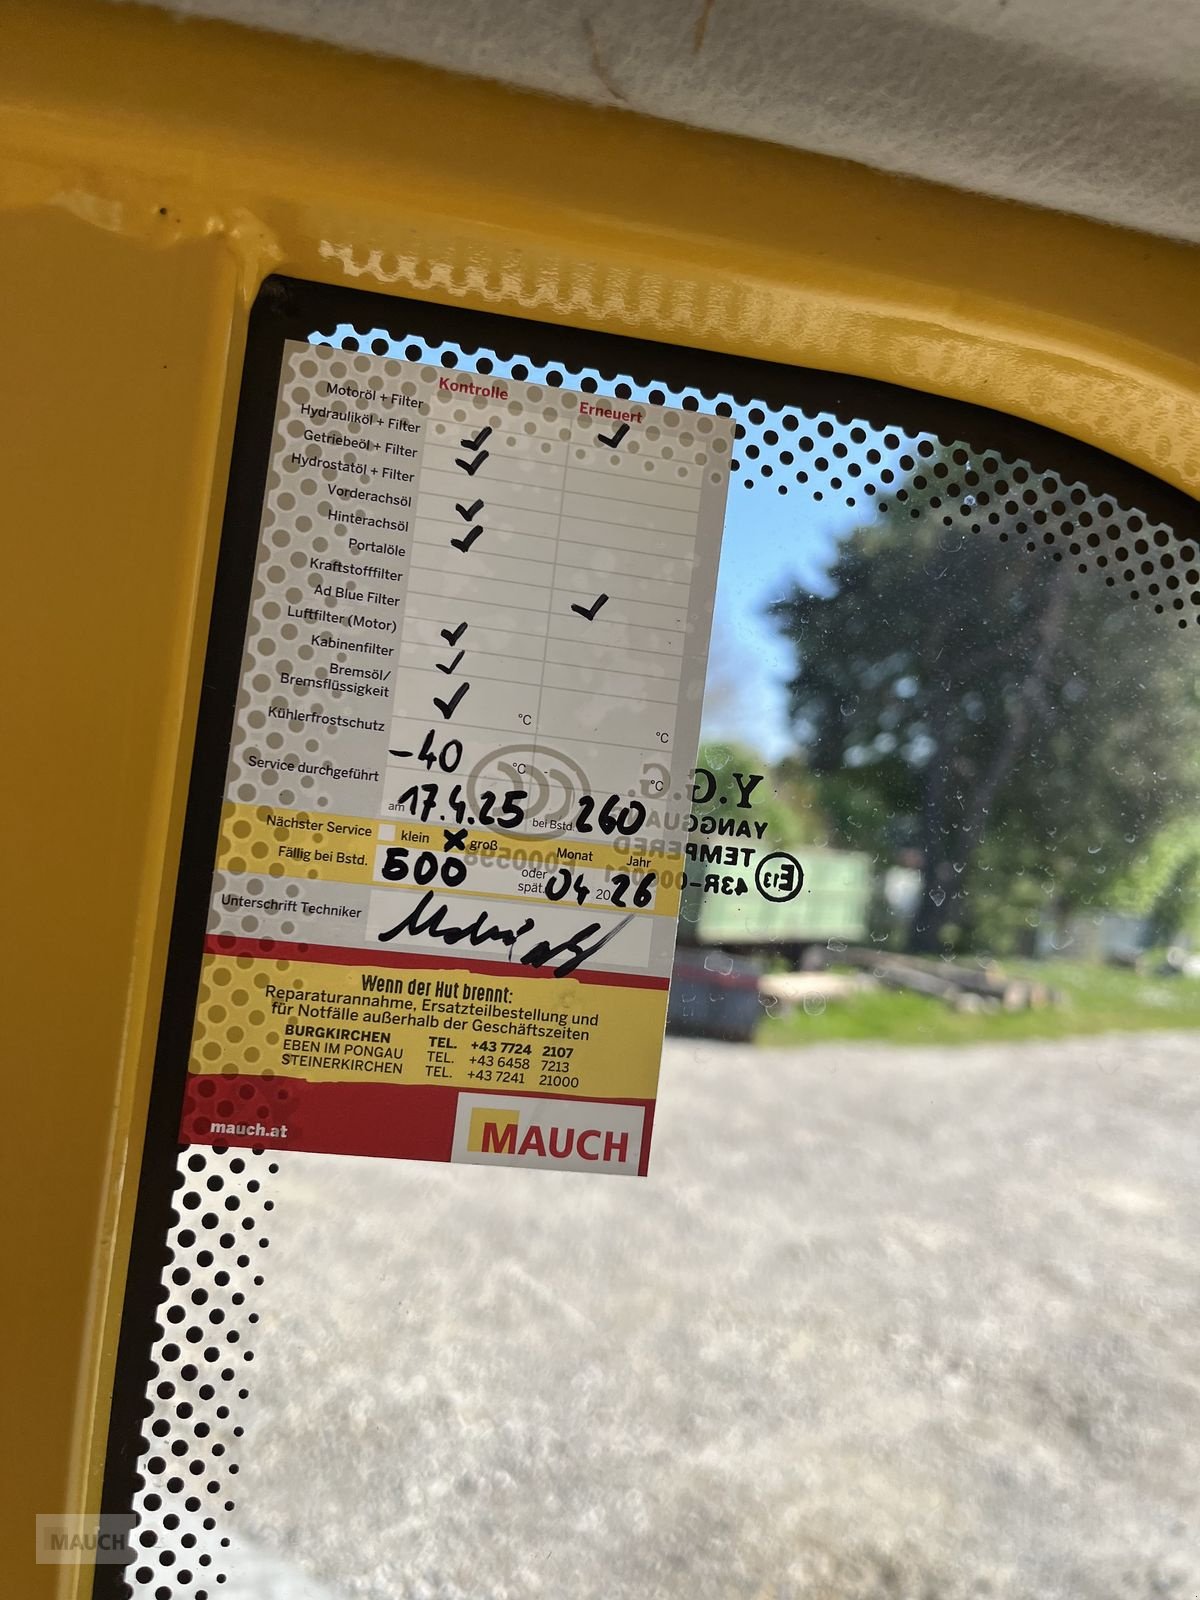 Kontrolle Erneuert
Motoröl + Filter ✓
Hydrauliköl + Filter ✓
Getriebeöl + Filter ✓
Hydrostatöl + Filter
Vorderachsöl ✓
Hinterachsöl ✓
Portalöle
Kraftstofffilter ✓
Ad Blue Filter
Luftfilter (Motor) ✓
Kabinenfilter ✓
Bremsöl/
Bremsflüssigkeit ✓ °C °C
Kühlerfrostschutz -40 °C - °C
Service durchgeführt am 17.4.25 bei Bstd. 260
Nächster Service klein x groß Monat Jahr
Fällig bei Bstd. 500 oder spät. 04 20 26
Unterschrift Techniker
Wenn der Hut brennt:
Reparaturannahme, Ersatzteilbestellung und
für Notfälle außerhalb der Geschäftszeiten
BURGKIRCHEN TEL. +43 7724 2107
EBEN IM PONGAU TEL. +43 6458 7213
STEINERKIRCHEN TEL. +43 7241 21000
mauch.at
MAUCH
Y.G.G.
TEMPERED
E000598
E13
MAUCH